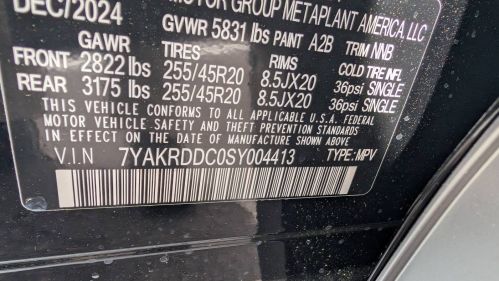 DEC/2024 MOTOR GROUP METAPLANT AMERICA, LLC
GVWR 5831 lbs PAINT A2B TRIM NNB
GAWR TIRES RIMS COLD TIRE INFL
FRONT 2822 lbs 255/45R20 8.5JX20 36psi SINGLE
REAR 3175 lbs 255/45R20 8.5JX20 36psi SINGLE
THIS VEHICLE CONFORMS TO ALL APPLICABLE U.S.A. FEDERAL
MOTOR VEHICLE SAFETY AND THEFT PREVENTION STANDARDS
IN EFFECT ON THE DATE OF MANUFACTURE SHOWN ABOVE.
V.I.N 7YAKRDDC0SY004413 TYPE:MPV